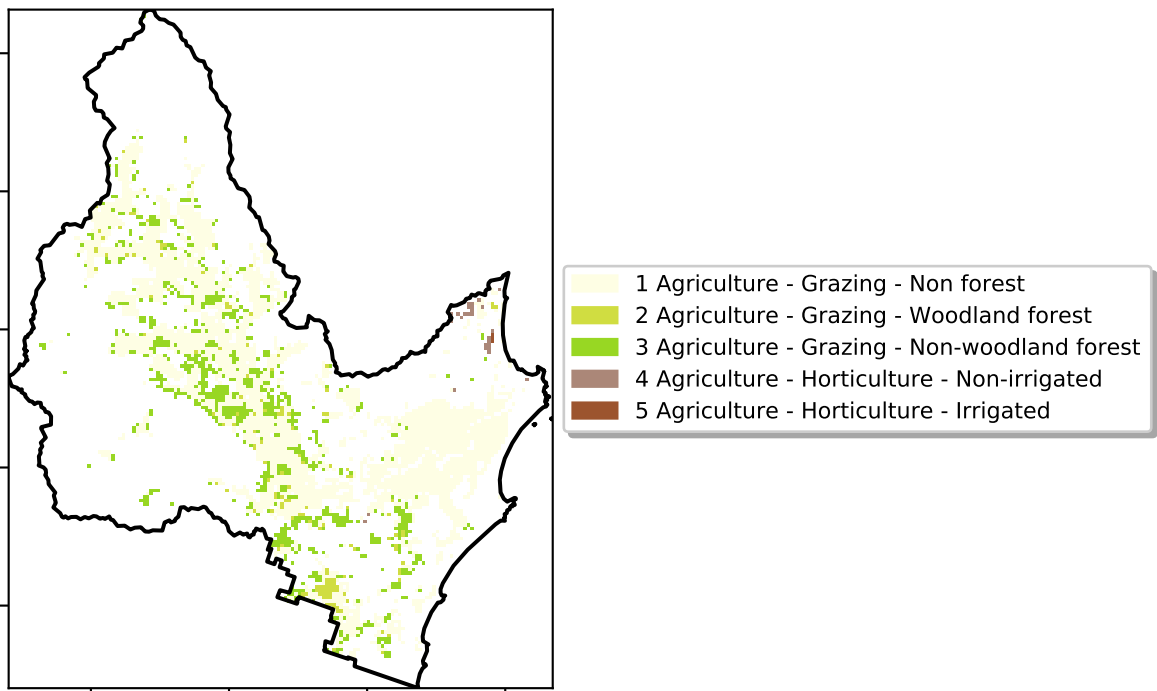 1 Agriculture - Grazing - Non forest
2 Agriculture - Grazing - Woodland forest
3 Agriculture - Grazing - Non-woodland forest
4 Agriculture - Horticulture - Non-irrigated
5 Agriculture - Horticulture - Irrigated